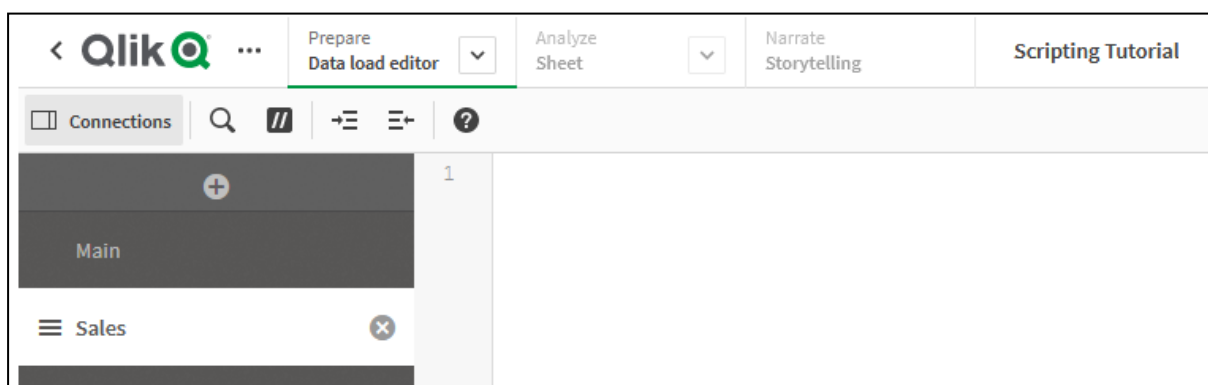 Qlik
Prepare
Data load editor
Analyze
Sheet
Narrate
Storytelling
Scripting Tutorial
Connections
//
?
1
Main
Sales